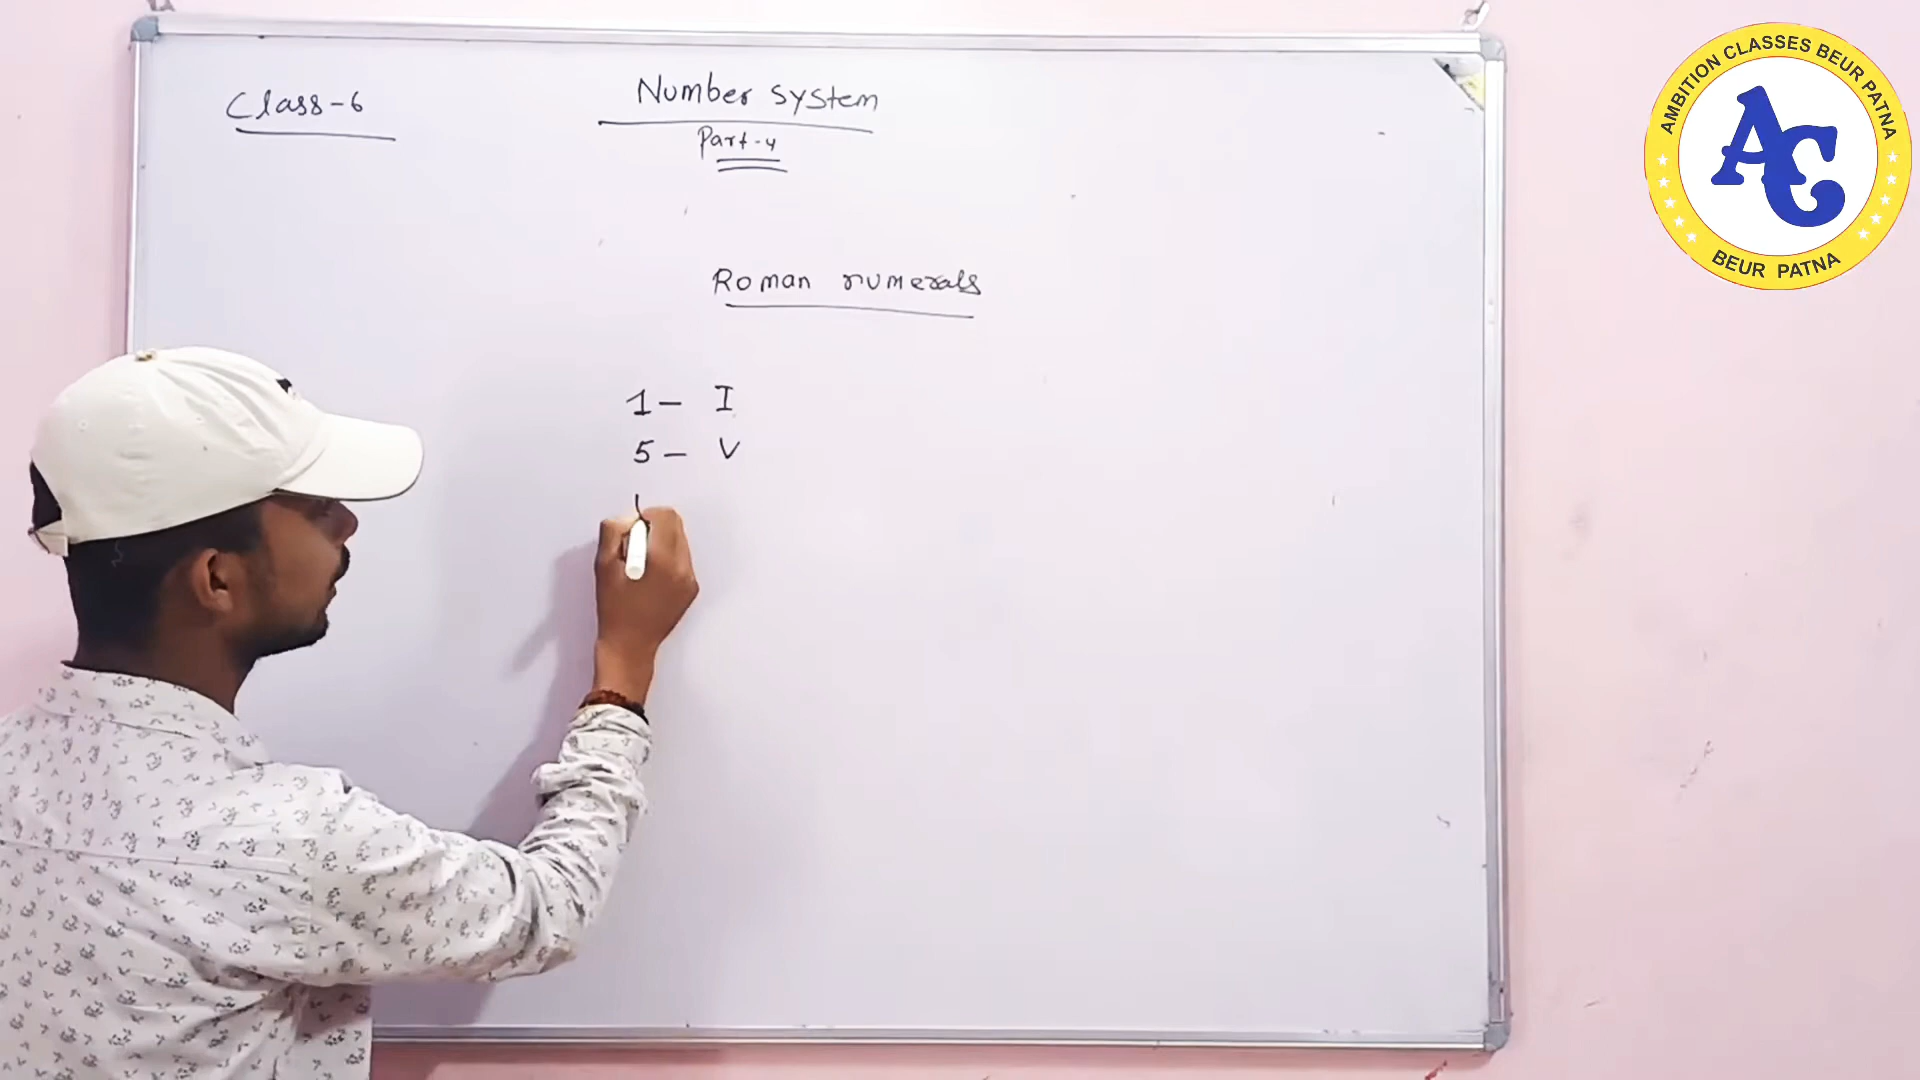 Class-6
Number system
Part-4
Roman numerals
1- I
5- V
AMBITION CLASSES BEUR PATNA
AC
BEUR PATNA